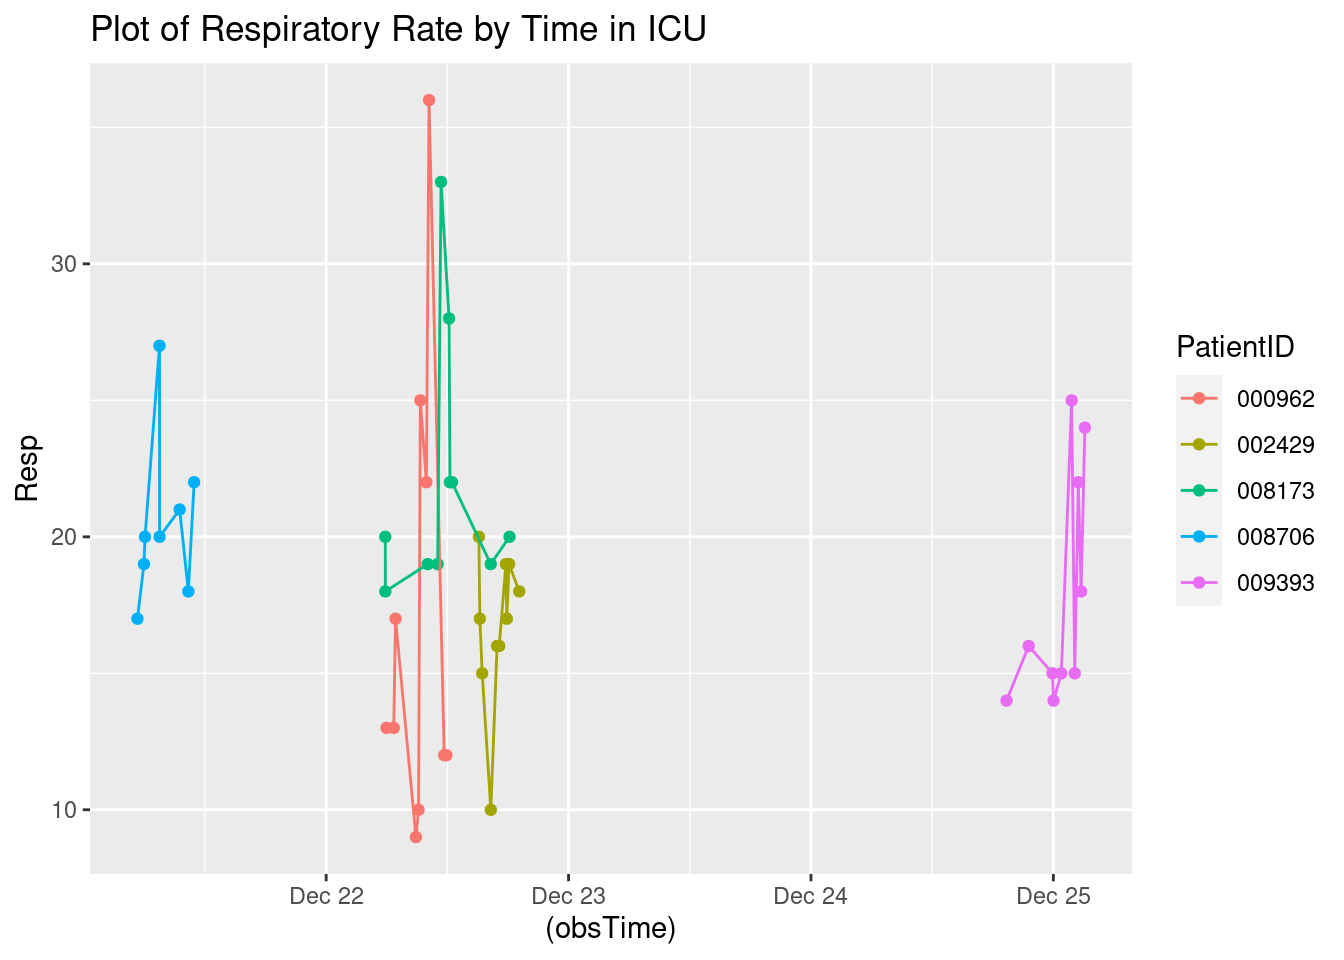 Plot of Respiratory Rate by Time in ICU
Resp
30
20
10
Dec 22
Dec 23
Dec 24
Dec 25
(obsTime)
PatientID
000962
002429
008173
008706
009393